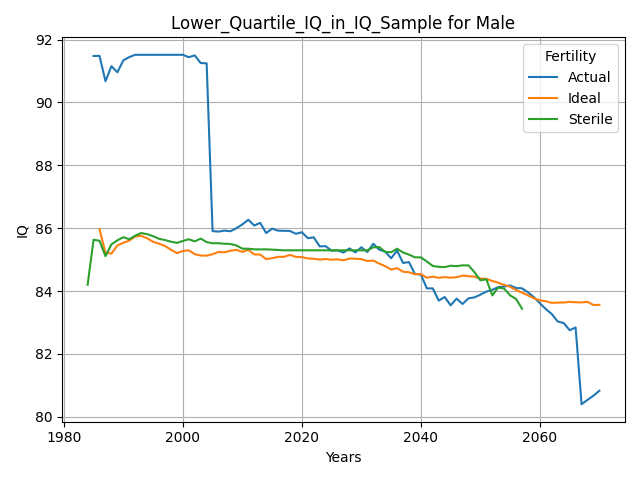 Lower_Quartile_IQ_in_IQ_Sample for Male
Fertility
Actual
Ideal
Sterile
92
90
88
86
84
82
80
IQ
1980 2000 2020 2040 2060
Years